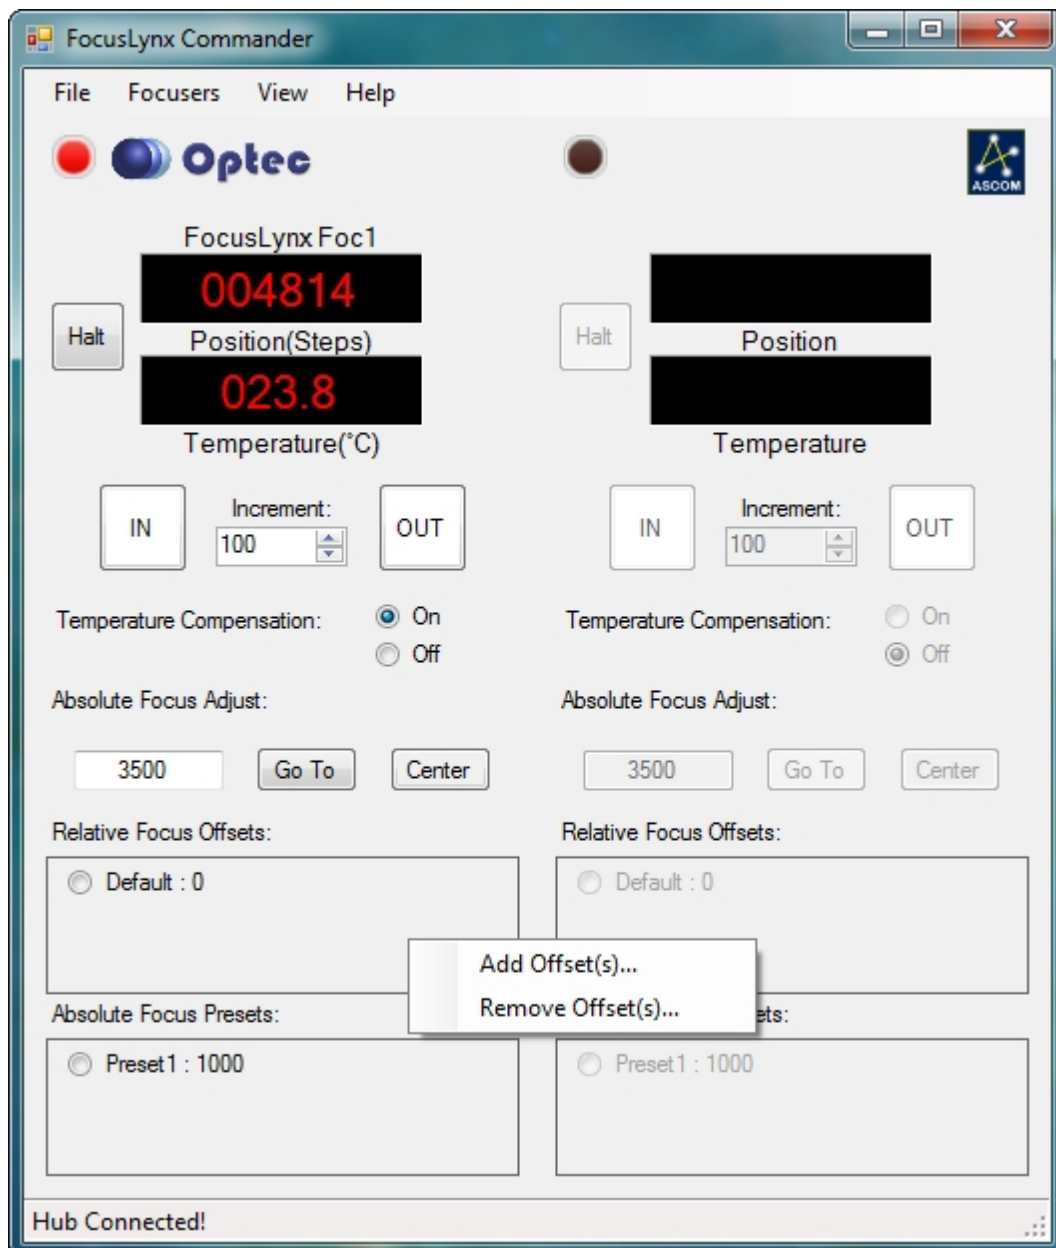 FocusLynx Commander
File Focusers View Help
Optec
ASCOM
FocusLynx Foc1
004814
Halt
Position(Steps)
023.8
Temperature(°C)
IN
Increment:
100
OUT
Temperature Compensation:
On
Off
Absolute Focus Adjust:
3500
Go To
Center
Relative Focus Offsets:
Default : 0
Absolute Focus Presets:
Preset1 : 1000
Halt
Position
Temperature
IN
Increment:
100
OUT
Temperature Compensation:
On
Off
Absolute Focus Adjust:
3500
Go To
Center
Relative Focus Offsets:
Default : 0
Add Offset(s)...
Remove Offset(s)...
ets:
Preset1 : 1000
Hub Connected!